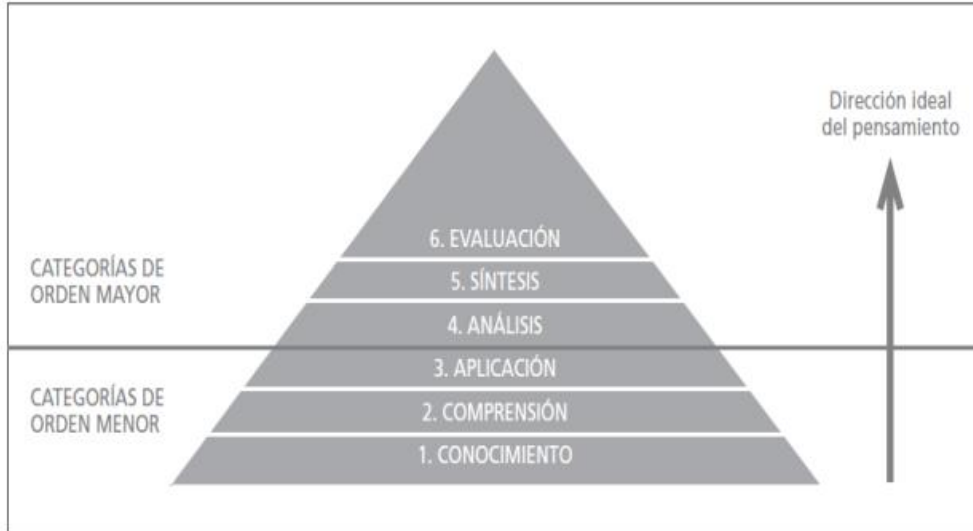 Dirección ideal
del pensamiento
6. EVALUACIÓN
5. SÍNTESIS
CATEGORÍAS DE
ORDEN MAYOR
4. ANÁLISIS
3. APLICACIÓN
CATEGORÍAS DE
ORDEN MENOR
2. COMPRENSIÓN
1. CONOCIMIENTO